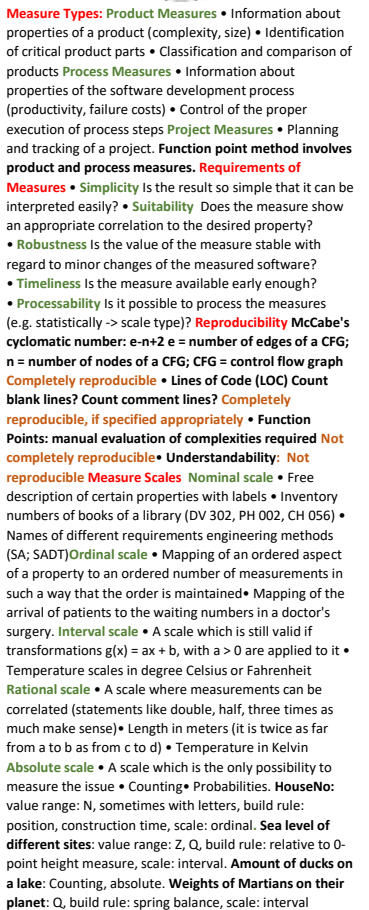 Measure Types: Product Measures • Information about
properties of a product (complexity, size) • Identification
of critical product parts • Classification and comparison of
products Process Measures • Information about
properties of the software development process
(productivity, failure costs) • Control of the proper
execution of process steps Project Measures • Planning
and tracking of a project. Function point method involves
product and process measures. Requirements of
Measures • Simplicity Is the result so simple that it can be
interpreted easily? • Suitability  Does the measure show
an appropriate correlation to the desired property?
• Robustness Is the value of the measure stable with
regard to minor changes of the measured software?
• Timeliness Is the measure available early enough?
• Processability Is it possible to process the measures
(e.g. statistically -> scale type)? Reproducibility McCabe's
cyclomatic number: e-n+2 e = number of edges of a CFG;
n = number of nodes of a CFG; CFG = control flow graph
Completely reproducible • Lines of Code (LOC) Count
blank lines? Count comment lines? Completely
reproducible, if specified appropriately • Function
Points: manual evaluation of complexities required Not
completely reproducible• Understandability:  Not
reproducible Measure Scales  Nominal scale • Free
description of certain properties with labels • Inventory
numbers of books of a library (DV 302, PH 002, CH 056) •
Names of different requirements engineering methods
(SA; SADT)Ordinal scale • Mapping of an ordered aspect
of a property to an ordered number of measurements in
such a way that the order is maintained• Mapping of the
arrival of patients to the waiting numbers in a doctor's
surgery. Interval scale • A scale which is still valid if
transformations g(x) = ax + b, with a > 0 are applied to it •
Temperature scales in degree Celsius or Fahrenheit
Rational scale • A scale where measurements can be
correlated (statements like double, half, three times as
much make sense)• Length in meters (it is twice as far
from a to b as from c to d) • Temperature in Kelvin
Absolute scale • A scale which is the only possibility to
measure the issue • Counting• Probabilities. HouseNo:
value range: N, sometimes with letters, build rule:
position, construction time, scale: ordinal. Sea level of
different sites: value range: Z, Q, build rule: relative to 0-
point height measure, scale: interval. Amount of ducks on
a lake: Counting, absolute. Weights of Martians on their
planet: Q, build rule: spring balance, scale: interval